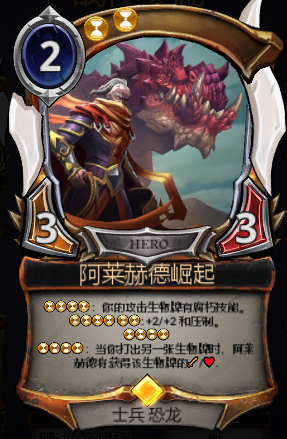 2
3
HERO
3
阿莱赫德崛起
：你的攻击生物牌有腐朽技能。
：+2/+2 和压制。
：当你打出另一张生物牌时，阿莱
赫德将获得该生物牌的 / 。
士兵 恐龙